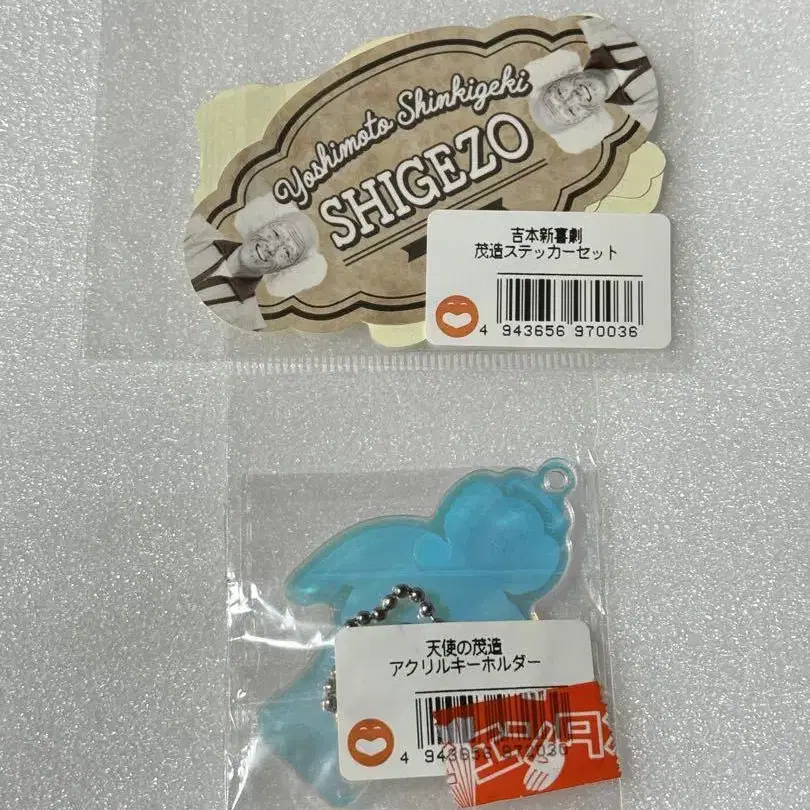 Yoshimoto Shinkigeki
SHIGEZO
吉本新喜劇
茂造ステッカーセット
4 943656 970036
天使の茂造
アクリルキーホルダー